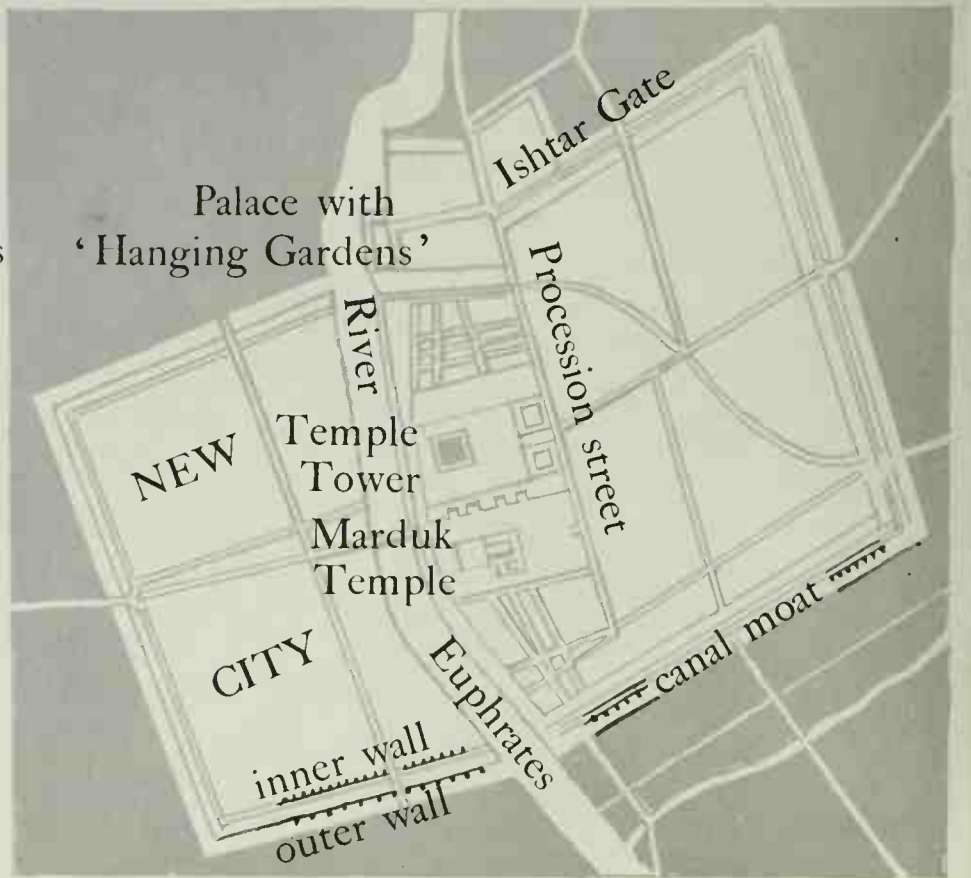 Ishtar Gate
Palace with
‘Hanging Gardens’
s
Procession street
River
Temple
Tower
Marduk
Temple
NEW
CITY
Euphrates
canal moat
inner wall
outer wall